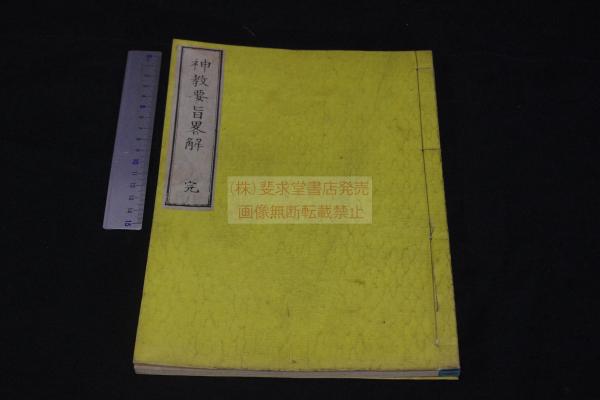 神教要旨畧解 完
(株)斐求堂書店発売
画像無断転載禁止